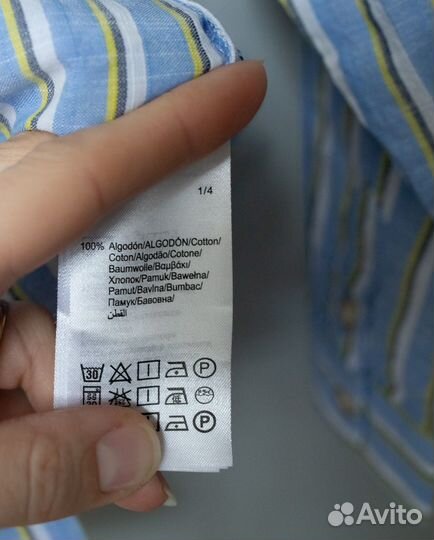 1/4
100% Algodón/ALGODÓN/Cotton/
Coton/Algodão/Cotone/
Baumwolle/Βαμβάκι/
Хлопок/Pamuk/Bawełna/
Pamut/Bavlna/Bumbac/
Памук/Бавовна/
القطن
30
P
P
Avito